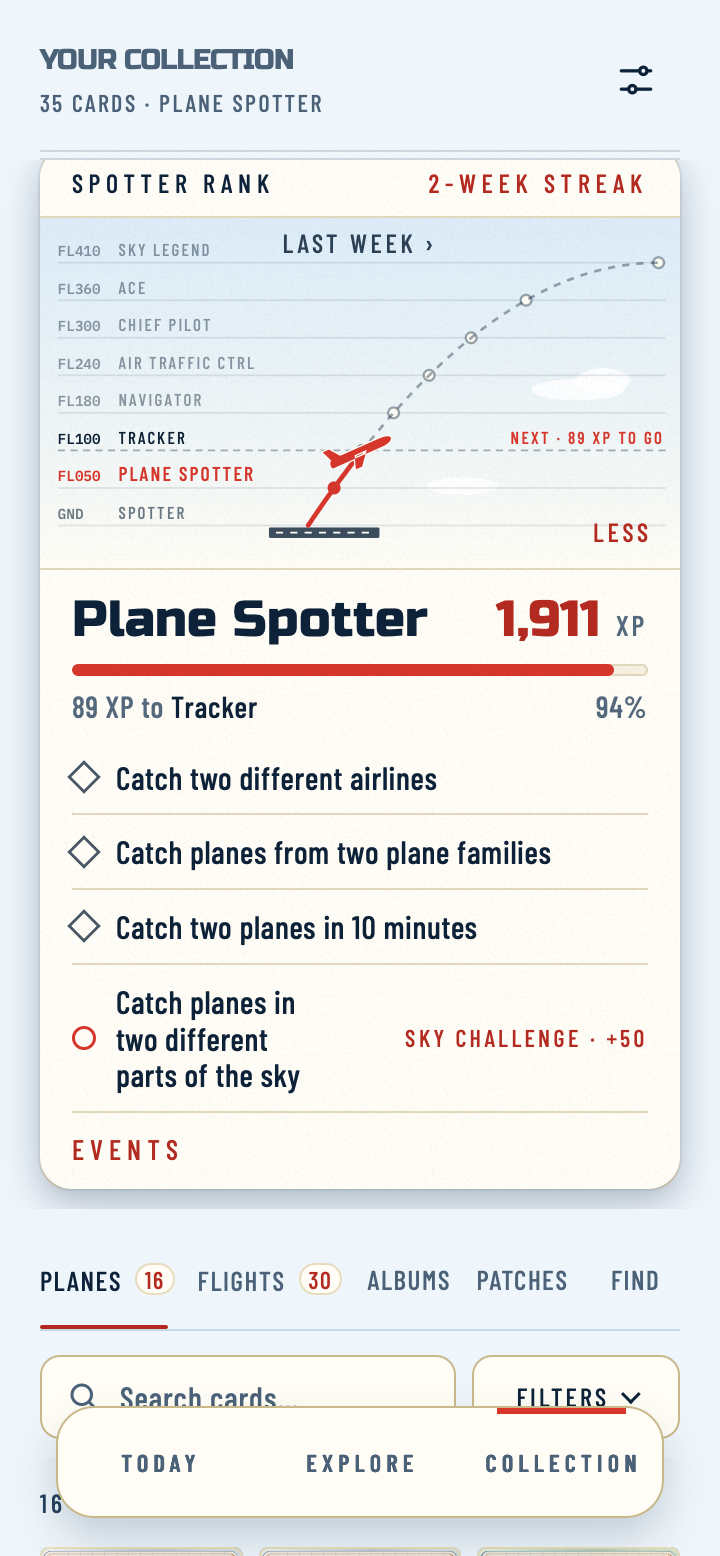 YOUR COLLECTION
35 CARDS · PLANE SPOTTER
SPOTTER RANK
2-WEEK STREAK
LAST WEEK ›
FL410 SKY LEGEND
FL360 ACE
FL300 CHIEF PILOT
FL240 AIR TRAFFIC CTRL
FL180 NAVIGATOR
FL100 TRACKER
NEXT · 89 XP TO GO
FL050 PLANE SPOTTER
GND SPOTTER
LESS
Plane Spotter
1,911 XP
89 XP to Tracker
94%
Catch two different airlines
Catch planes from two plane families
Catch two planes in 10 minutes
Catch planes in
two different
parts of the sky
SKY CHALLENGE · +50
EVENTS
PLANES 16
FLIGHTS 30
ALBUMS
PATCHES
FIND
Search cards...
FILTERS
TODAY
EXPLORE
COLLECTION
16